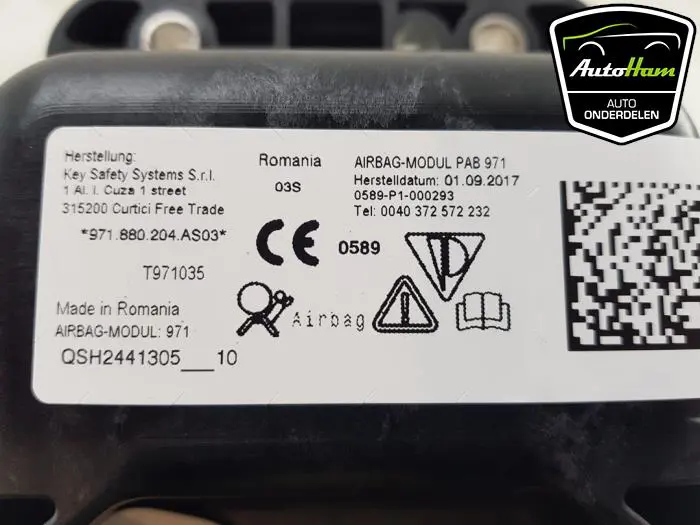 AutoHam
AUTO
ONDERDELEN
Herstellung:
Key Safety Systems S.r.l.
1 Al. I. Cuza 1 street
315200 Curtici Free Trade
*971.880.204.AS03*
T971035
Made in Romania
AIRBAG-MODUL: 971
QSH2441305___10
Romania
03S
AIRBAG-MODUL PAB 971
Herstelldatum: 01.09.2017
0589-P1-000293
Tel: 0040 372 572 232
CE 0589
Airbag